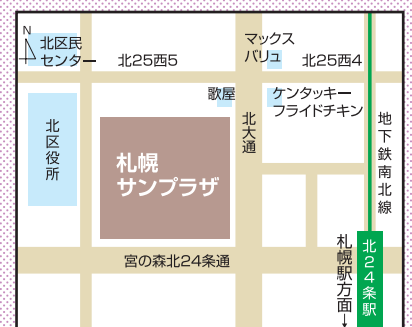 N
北区民
センター
北25西5
マックス
バリュ
北25西4
歌屋
ケンタッキー
フライドチキン
北区役所
北大通
地下鉄南北線
札幌
サンプラザ
宮の森北24条通
札幌駅方面→
北24条駅